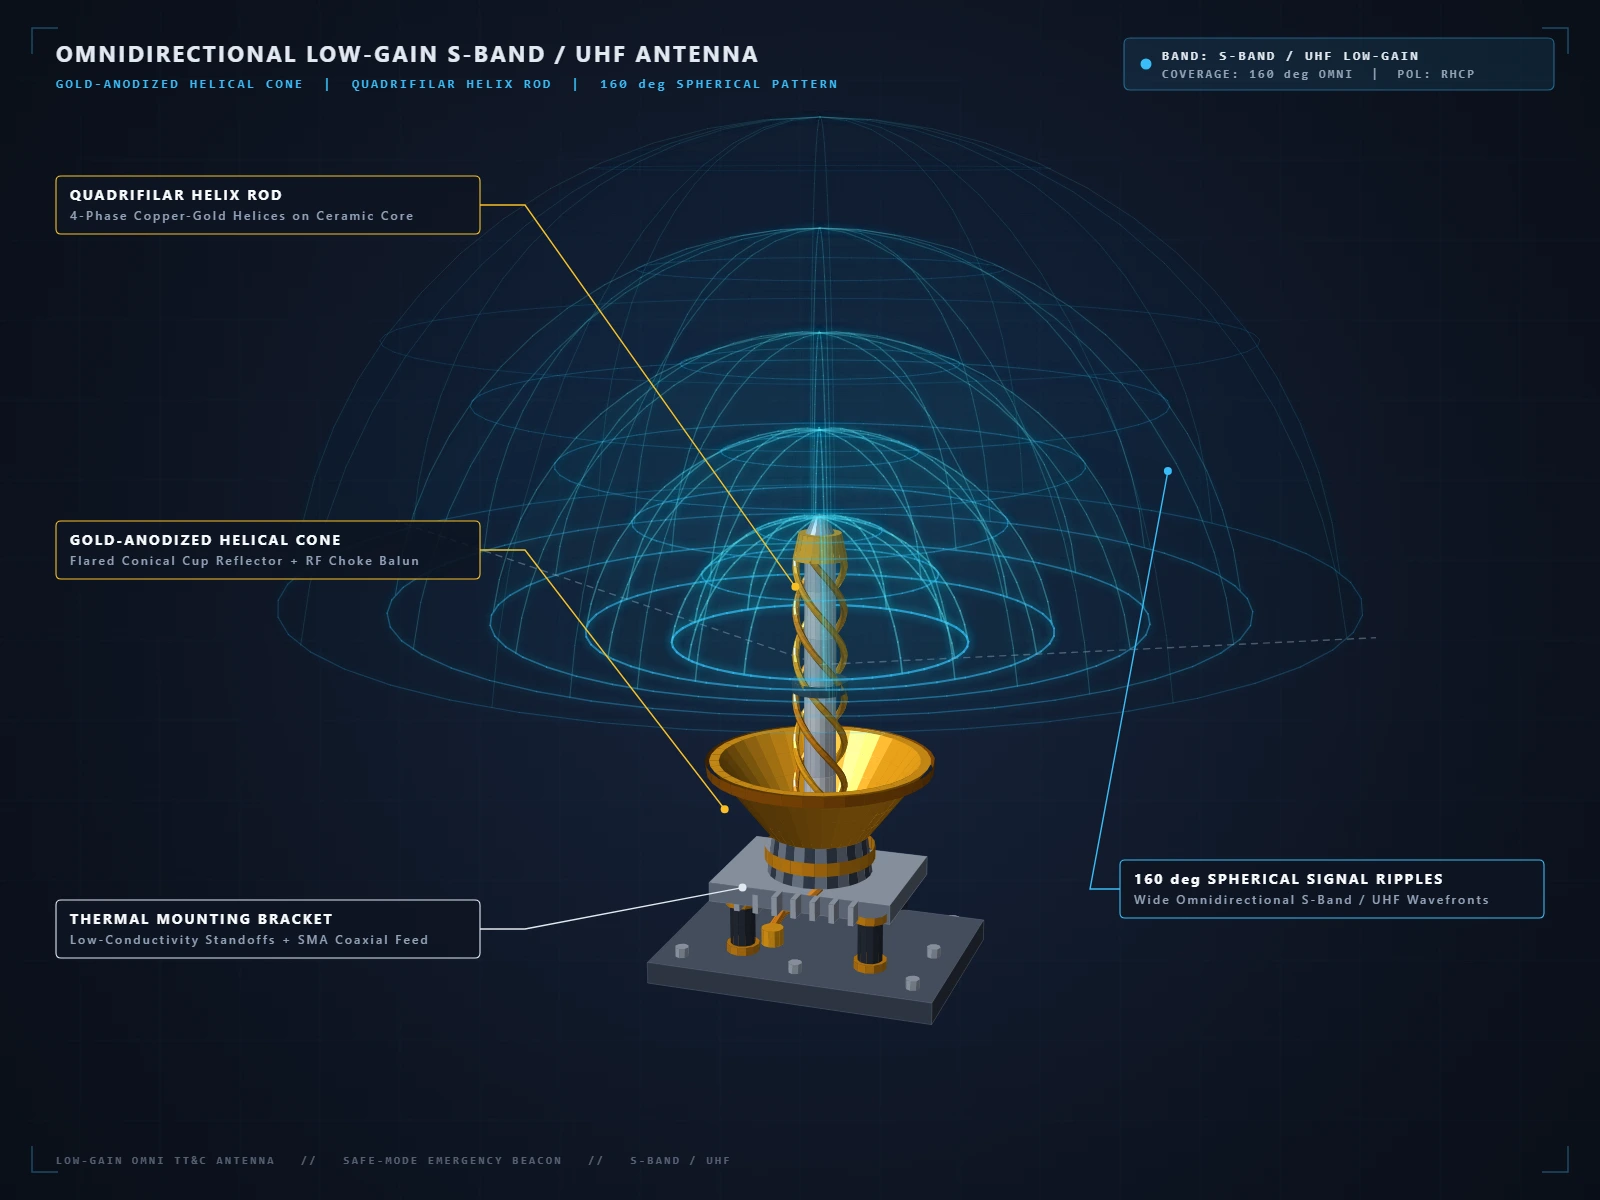 OMNIDIRECTIONAL LOW-GAIN S-BAND / UHF ANTENNA
GOLD-ANODIZED HELICAL CONE | QUADRIFILAR HELIX ROD | 160 deg SPHERICAL PATTERN
BAND: S-BAND / UHF LOW-GAIN
COVERAGE: 160 deg OMNI | POL: RHCP
QUADRIFILAR HELIX ROD
4-Phase Copper-Gold Helices on Ceramic Core
GOLD-ANODIZED HELICAL CONE
Flared Conical Cup Reflector + RF Choke Balun
160 deg SPHERICAL SIGNAL RIPPLES
Wide Omnidirectional S-Band / UHF Wavefronts
THERMAL MOUNTING BRACKET
Low-Conductivity Standoffs + SMA Coaxial Feed
LOW-GAIN OMNI TT&C ANTENNA // SAFE-MODE EMERGENCY BEACON // S-BAND / UHF